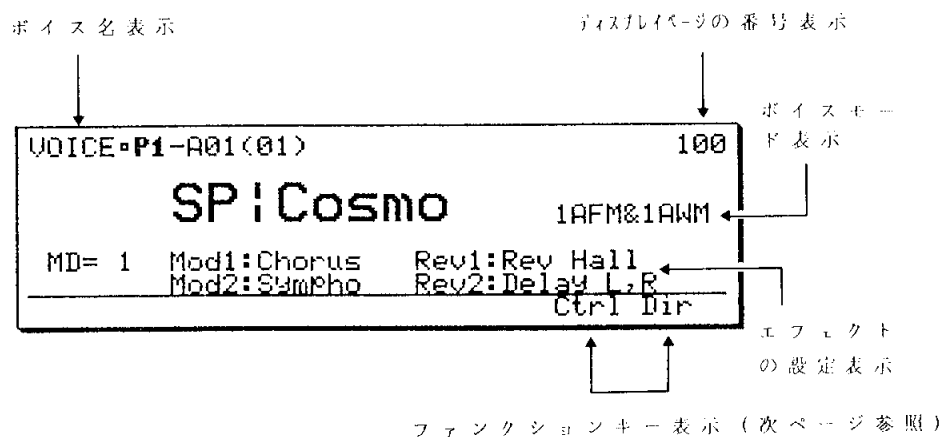 ボイス名表示
ディスプレイページの番号表示
ボイスモー
ド表示
VOICE▪P1-A01(01) 100
SP¦Cosmo
1AFM&1AWM
MD= 1 Mod1:Chorus Rev1:Rev Hall
Mod2:Sympho Rev2:Delay L,R
Ctrl Dir
エフェクト
の設定表示
ファンクションキー表示(次ページ参照)